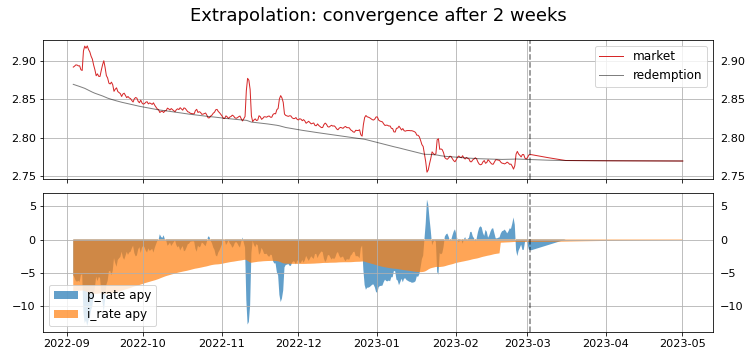 Extrapolation: convergence after 2 weeks
2.90
2.85
2.80
2.75
market
redemption
2.90
2.85
2.80
2.75
5
0
−5
−10
p_rate apy
i_rate apy
5
0
−5
−10
2022-09 2022-10 2022-11 2022-12 2023-01 2023-02 2023-03 2023-04 2023-05